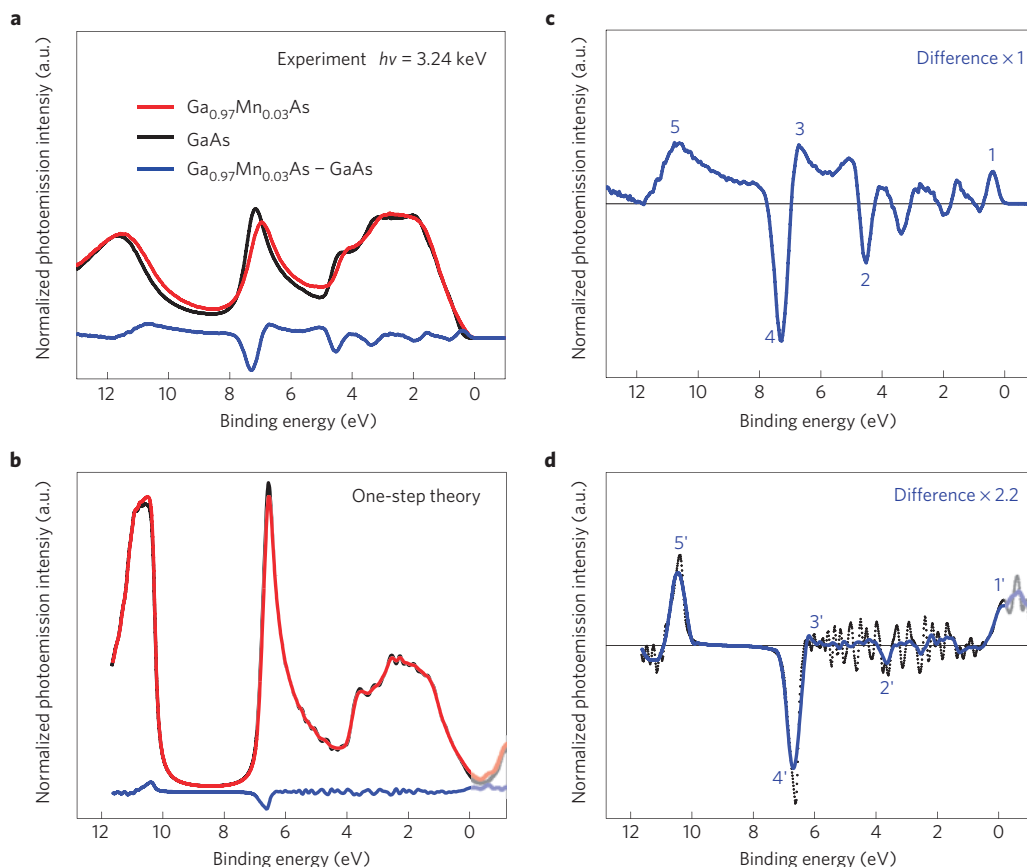 a
Experiment hν = 3.24 keV
Ga0.97Mn0.03As
GaAs
Ga0.97Mn0.03As − GaAs
Normalized photoemission intensiy (a.u.)
12 10 8 6 4 2 0
Binding energy (eV)
c
Difference × 1
5
3
1
2
4
Normalized photoemission intensiy (a.u.)
12 10 8 6 4 2 0
Binding energy (eV)
b
One-step theory
Normalized photoemission intensiy (a.u.)
12 10 8 6 4 2 0
Binding energy (eV)
d
Difference × 2.2
5'
3'
1'
2'
4'
Normalized photoemission intensiy (a.u.)
12 10 8 6 4 2 0
Binding energy (eV)